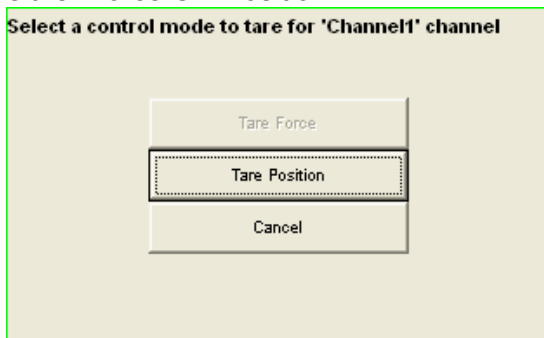 Select a control mode to tare for 'Channel1' channel
Tare Force
Tare Position
Cancel